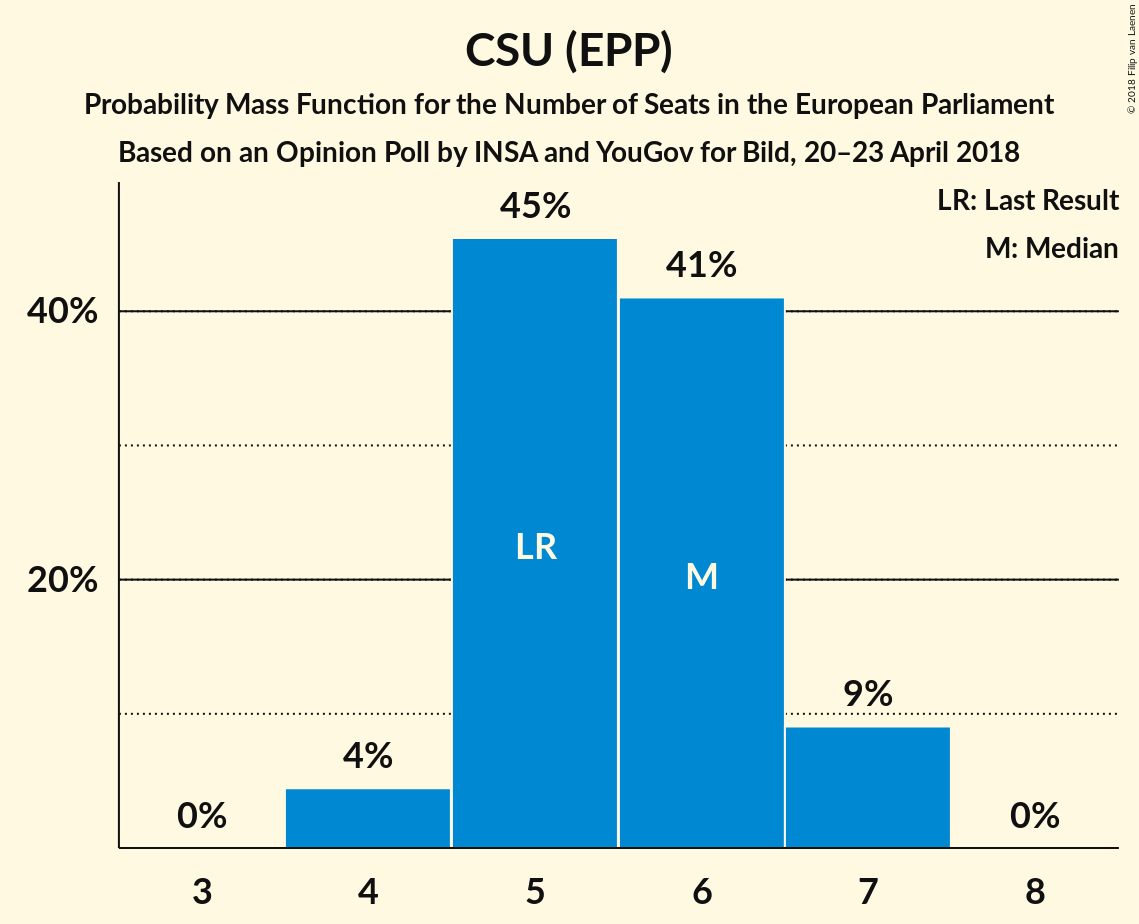 CSU (EPP)
Probability Mass Function for the Number of Seats in the European Parliament
Based on an Opinion Poll by INSA and YouGov for Bild, 20–23 April 2018
© 2018 Filip van Laenen
LR: Last Result
M: Median
45%
41%
40%
LR
M
20%
9%
4%
0%
0%
3 4 5 6 7 8